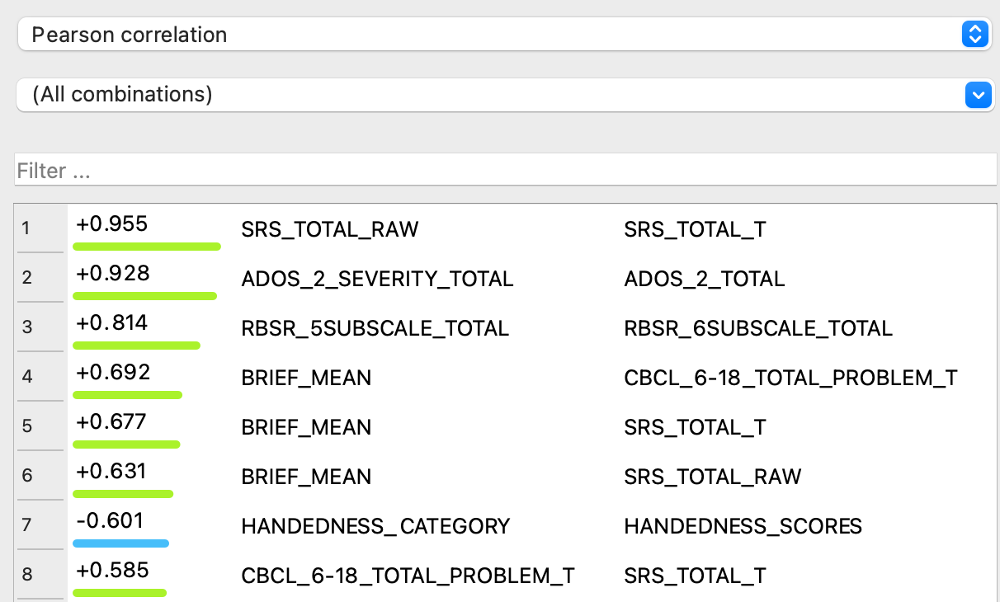 Pearson correlation
(All combinations)
Filter ...
1 +0.955 SRS_TOTAL_RAW SRS_TOTAL_T
2 +0.928 ADOS_2_SEVERITY_TOTAL ADOS_2_TOTAL
3 +0.814 RBSR_5SUBSCALE_TOTAL RBSR_6SUBSCALE_TOTAL
4 +0.692 BRIEF_MEAN CBCL_6-18_TOTAL_PROBLEM_T
5 +0.677 BRIEF_MEAN SRS_TOTAL_T
6 +0.631 BRIEF_MEAN SRS_TOTAL_RAW
7 -0.601 HANDEDNESS_CATEGORY HANDEDNESS_SCORES
8 +0.585 CBCL_6-18_TOTAL_PROBLEM_T SRS_TOTAL_T